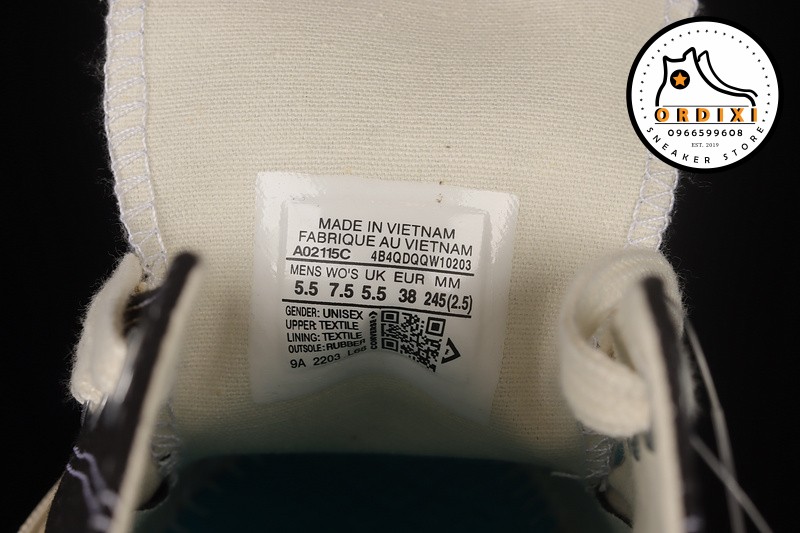 ORDIXI
0966599608
EST. 2019
SNEAKER STORE
MADE IN VIETNAM
FABRIQUE AU VIETNAM
A02115C 4B4QDQQW10203
MENS WO'S UK EUR MM
5.5 7.5 5.5 38 245(2.5)
GENDER: UNISEX
UPPER: TEXTILE
LINING: TEXTILE
OUTSOLE: RUBBER
9A 2203
CONVERSE